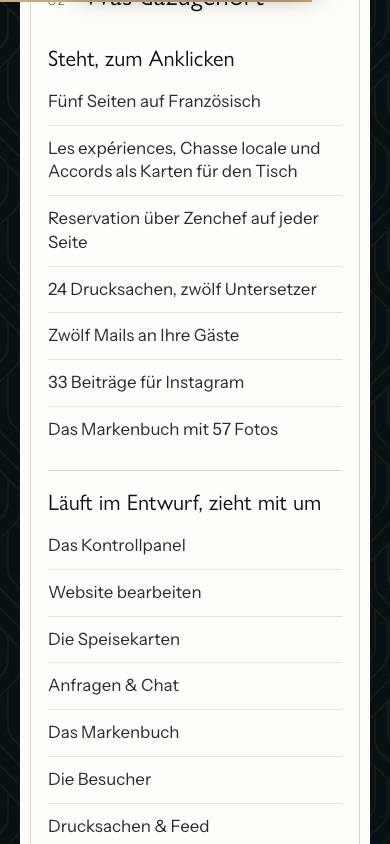 Steht, zum Anklicken
Fünf Seiten auf Französisch
Les expériences, Chasse locale und
Accords als Karten für den Tisch
Reservation über Zenchef auf jeder
Seite
24 Drucksachen, zwölf Untersetzer
Zwölf Mails an Ihre Gäste
33 Beiträge für Instagram
Das Markenbuch mit 57 Fotos
Läuft im Entwurf, zieht mit um
Das Kontrollpanel
Website bearbeiten
Die Speisekarten
Anfragen & Chat
Das Markenbuch
Die Besucher
Drucksachen & Feed